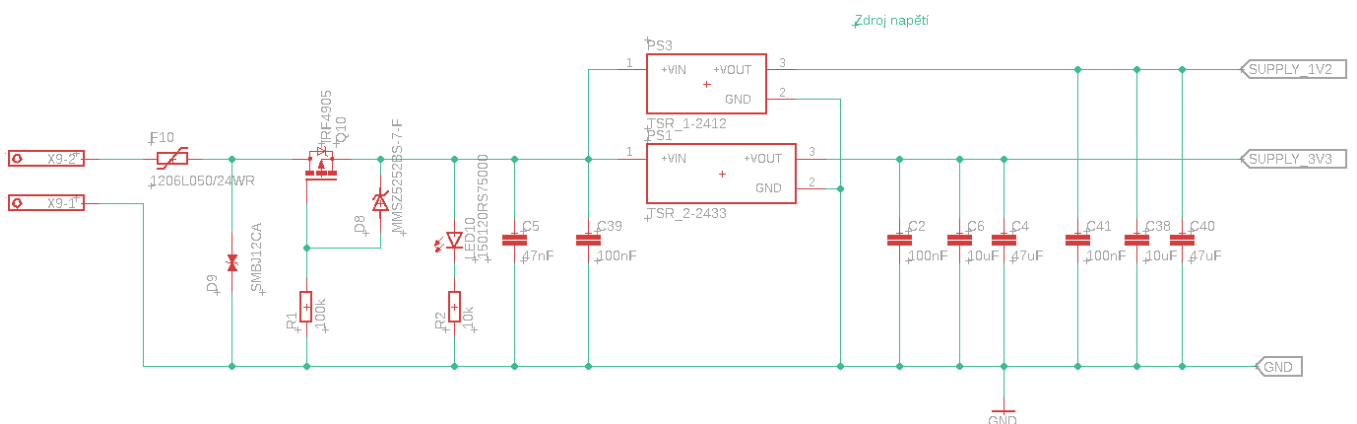 Zdroj napětí
PS3
1 +VIN +VOUT 3
GND 2
TSR_1-2412
SUPPLY_1V2
PS1
1 +VIN +VOUT 3
GND 2
TSR_2-2433
SUPPLY_3V3
X9-2
X9-1
F10
1206L050/24WR
IRF4905
Q10
D8
MMSZ5252BS-7-F
D9
SMBJ12CA
R1
100k
LED10
150120RS75000
R2
10k
C5
47nF
C39
100nF
C2
100nF
C6
10uF
C4
47uF
C41
100nF
C38
10uF
C40
47uF
GND
GND